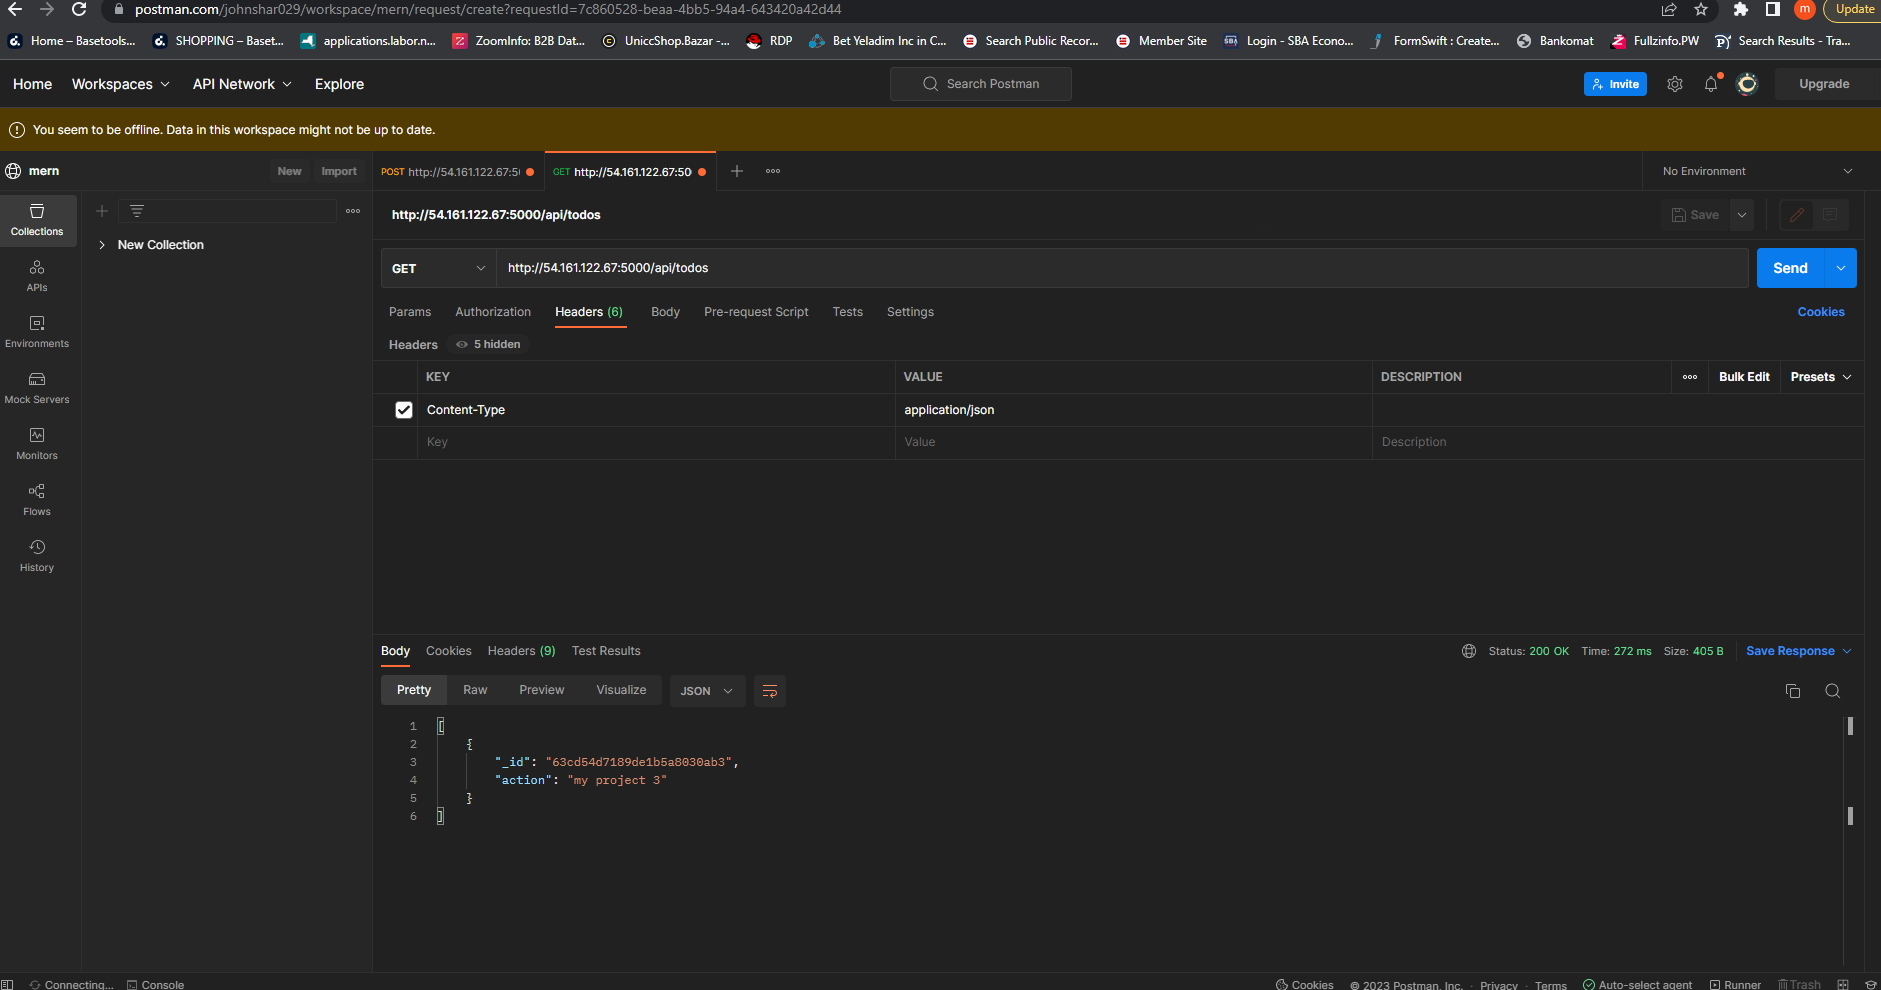 postman.com/johnshar029/workspace/mern/request/create?requestId=7c860528-beaa-4bb5-94a4-643420a42d44
m
Update
Home – Basetools...
SHOPPING – Baset...
applications.labor.n...
ZoomInfo: B2B Dat...
UniccShop.Bazar -...
RDP
Bet Yeladim Inc in C...
Search Public Recor...
Member Site
Login - SBA Econo...
FormSwift : Create...
Bankomat
Fullzinfo.PW
Search Results - Tra...
Home
Workspaces
API Network
Explore
Search Postman
Invite
Upgrade
You seem to be offline. Data in this workspace might not be up to date.
mern
New
Import
POST http://54.161.122.67:5
GET http://54.161.122.67:50
No Environment
Collections
New Collection
APIs
Environments
Mock Servers
Monitors
Flows
History
http://54.161.122.67:5000/api/todos
Save
GET
http://54.161.122.67:5000/api/todos
Send
Params
Authorization
Headers (6)
Body
Pre-request Script
Tests
Settings
Cookies
Headers
5 hidden
KEY
VALUE
DESCRIPTION
Bulk Edit
Presets
Content-Type
application/json
Key
Value
Description
Body
Cookies
Headers (9)
Test Results
Status: 200 OK
Time: 272 ms
Size: 405 B
Save Response
Pretty
Raw
Preview
Visualize
JSON
1 [
2 {
3 "_id": "63cd54d7189de1b5a8030ab3",
4 "action": "my project 3"
5 }
6 ]
Connecting...
Console
Cookies
© 2023 Postman, Inc.
Privacy
Terms
Auto-select agent
Runner
Trash